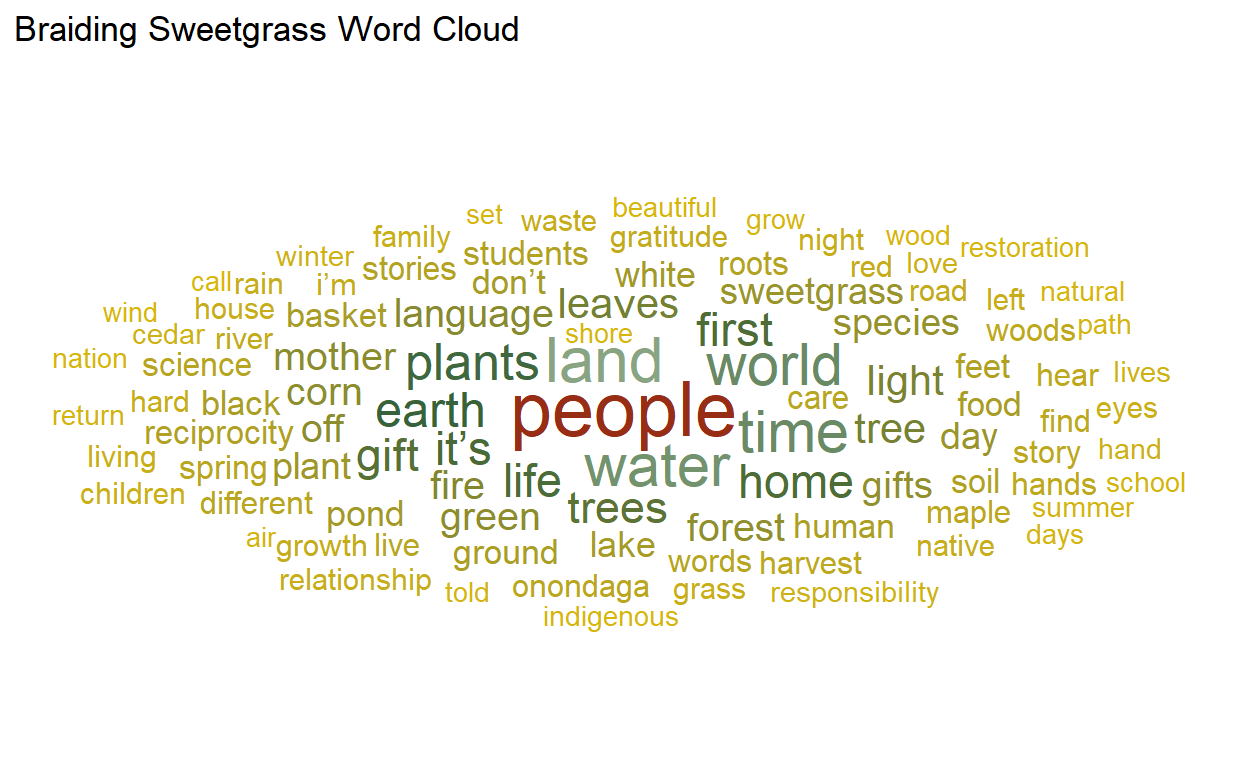 Braiding Sweetgrass Word Cloud
beautiful
set waste grow
family gratitude night wood
winter students restoration
stories white roots red love
call rain i’m don’t
sweetgrass road left natural
wind house basket language leaves
cedar river shore first species woods path
nation science mother plants land world light feet hear lives
return hard black corn earth people care food find eyes
reciprocity off it’s time tree day story hand
living spring plant gift water
children different fire life home gifts soil hands school
pond green trees forest human maple summer
air growth live ground lake native days
relationship words harvest
told onondaga grass responsibility
indigenous